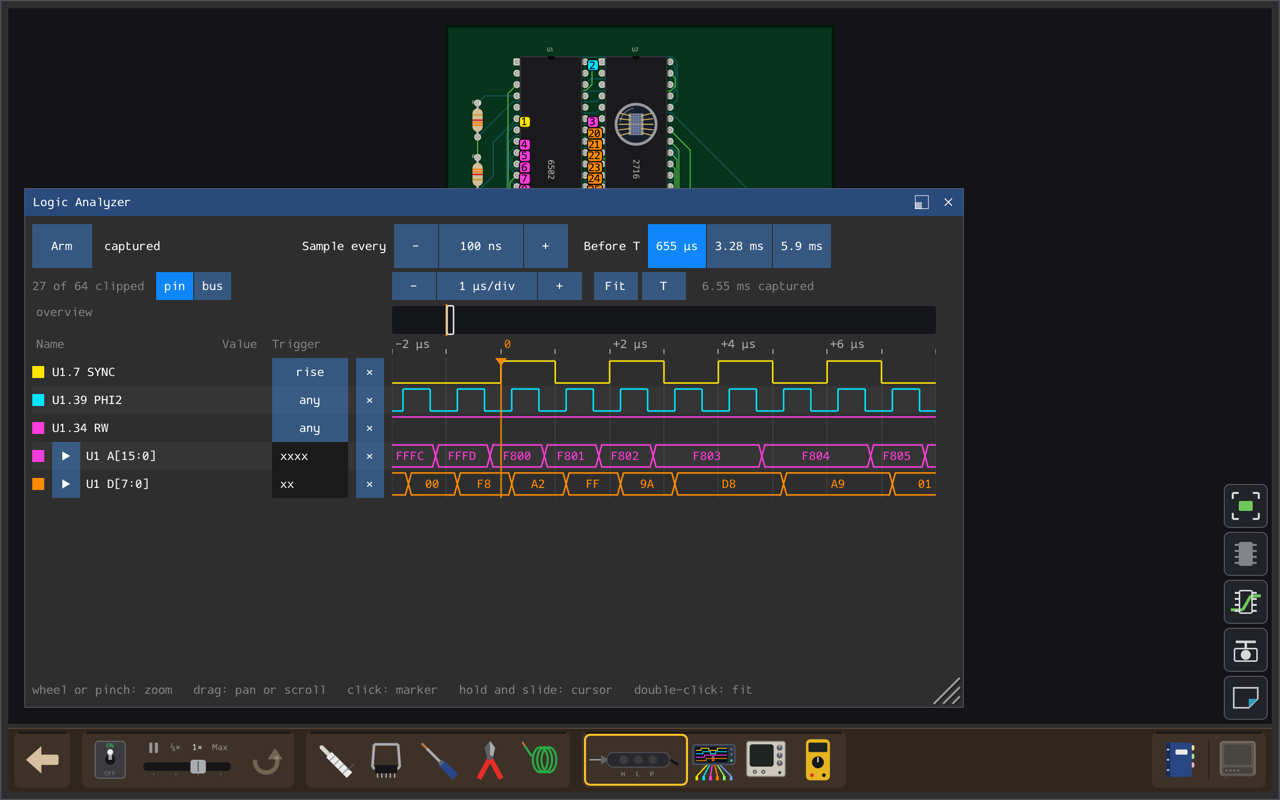 U1
U2
2
1
3
20
4
21
5
22
6
23
7
24
6502
2716
Logic Analyzer
Arm
captured
Sample every
−
100 ns
+
Before T
655 µs
3.28 ms
5.9 ms
27 of 64 clipped
pin
bus
−
1 µs/div
+
Fit
T
6.55 ms captured
overview
Name
Value
Trigger
−2 µs
0
+2 µs
+4 µs
+6 µs
U1.7 SYNC
rise
×
U1.39 PHI2
any
×
U1.34 RW
any
×
U1 A[15:0]
xxxx
×
FFFC
FFFD
F800
F801
F802
F803
F804
F805
U1 D[7:0]
xx
×
00
F8
A2
FF
9A
D8
A9
01
wheel or pinch: zoom
drag: pan or scroll
click: marker
hold and slide: cursor
double-click: fit
ON
OFF
¼×
1×
Max
H L P